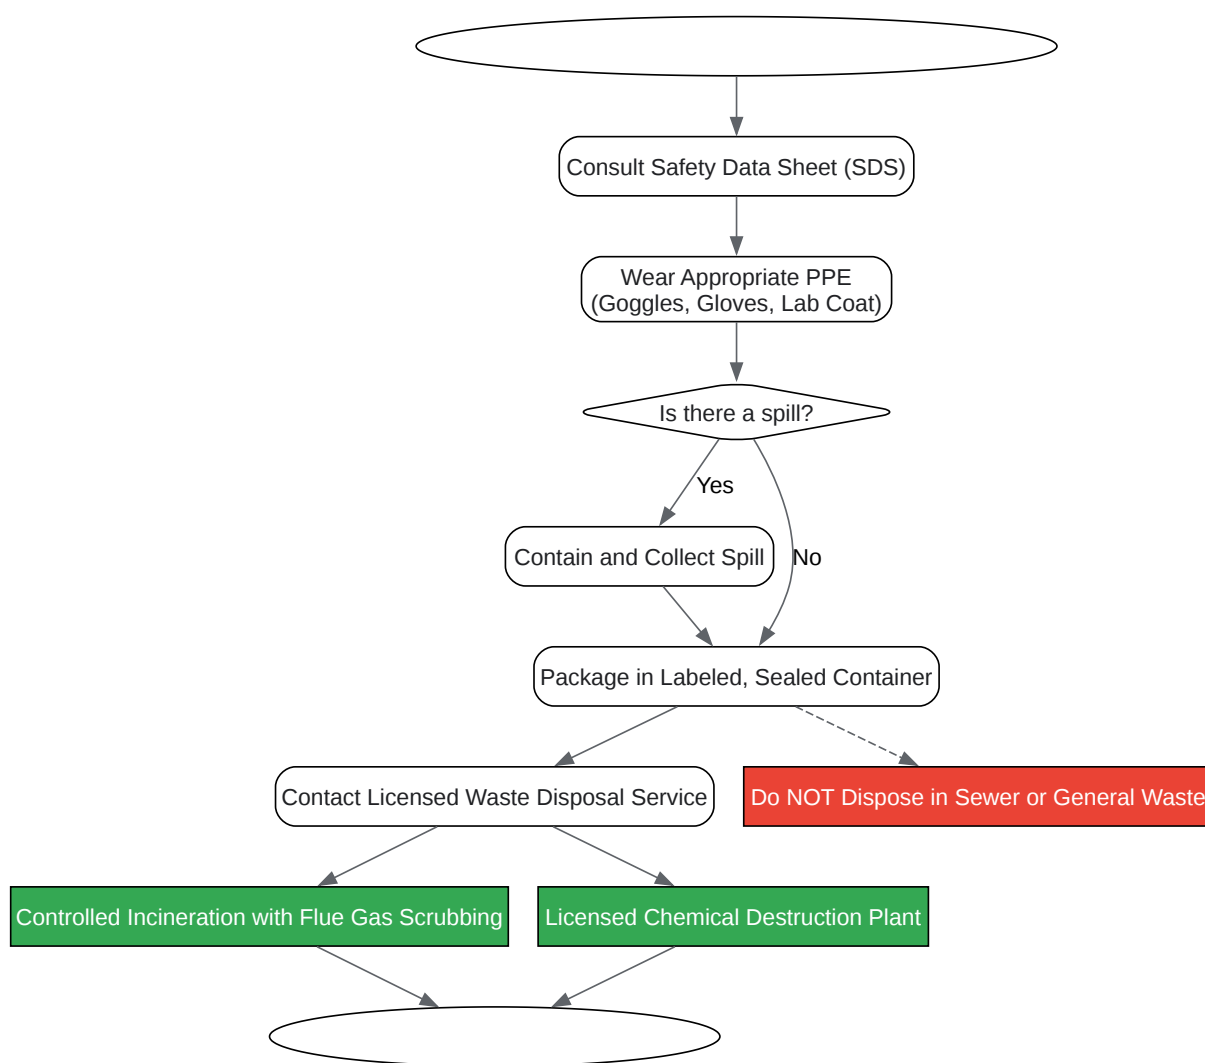 Consult Safety Data Sheet (SDS)
Wear Appropriate PPE
(Goggles, Gloves, Lab Coat)
Is there a spill?
Yes
Contain and Collect Spill
No
Package in Labeled, Sealed Container
Contact Licensed Waste Disposal Service
Do NOT Dispose in Sewer or General Waste
Controlled Incineration with Flue Gas Scrubbing
Licensed Chemical Destruction Plant